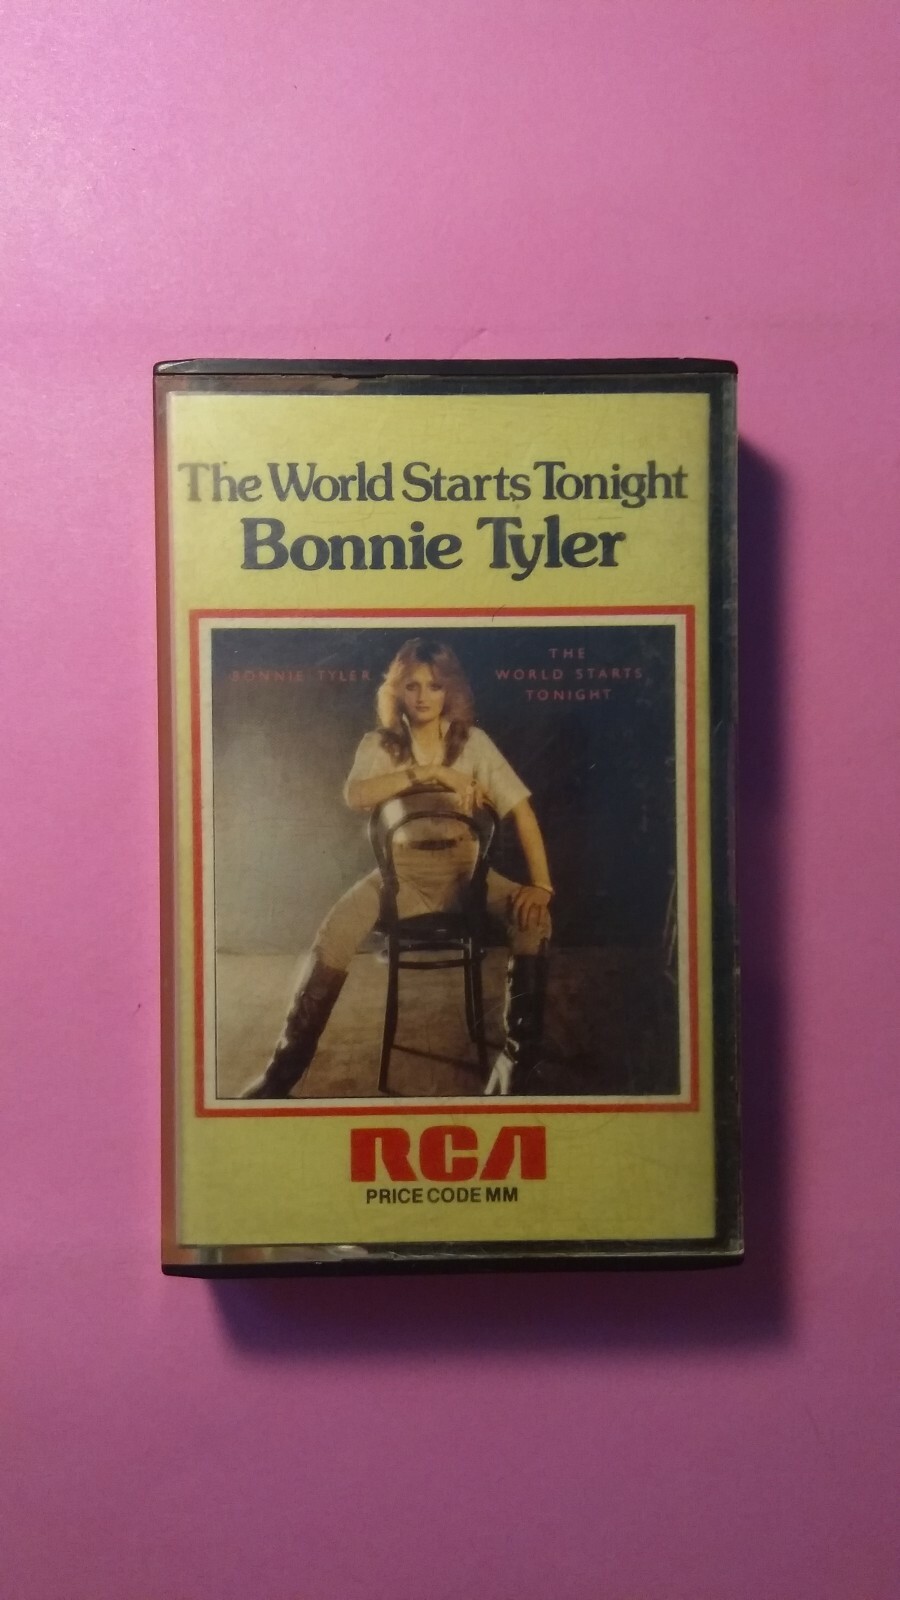 The World Starts Tonight
Bonnie Tyler
BONNIE TYLER
THE
WORLD STARTS
TONIGHT
RCA
PRICE CODE MM